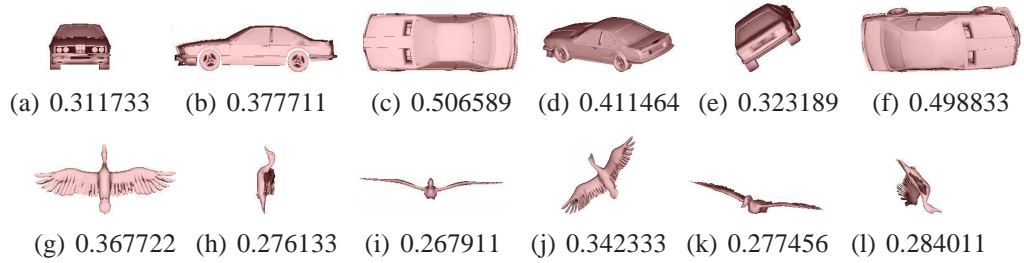 (a) 0.311733 (b) 0.377711 (c) 0.506589 (d) 0.411464 (e) 0.323189 (f) 0.498833
(g) 0.367722 (h) 0.276133 (i) 0.267911 (j) 0.342333 (k) 0.277456 (l) 0.284011